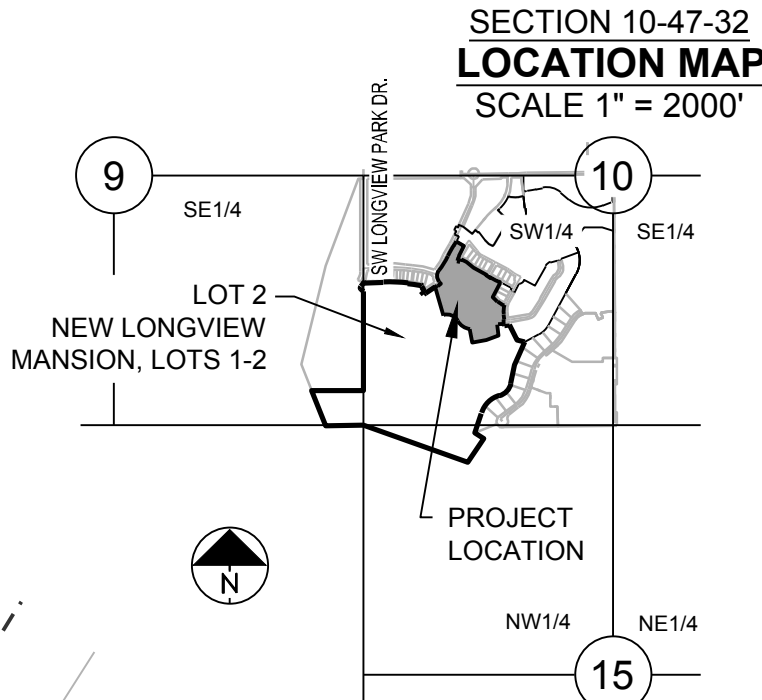 SECTION 10-47-32
LOCATION MAP
SCALE 1" = 2000'
SW LONGVIEW PARK DR.
9
10
SE1/4
SW1/4
SE1/4
LOT 2
NEW LONGVIEW
MANSION, LOTS 1-2
PROJECT
LOCATION
N
NW1/4
NE1/4
15